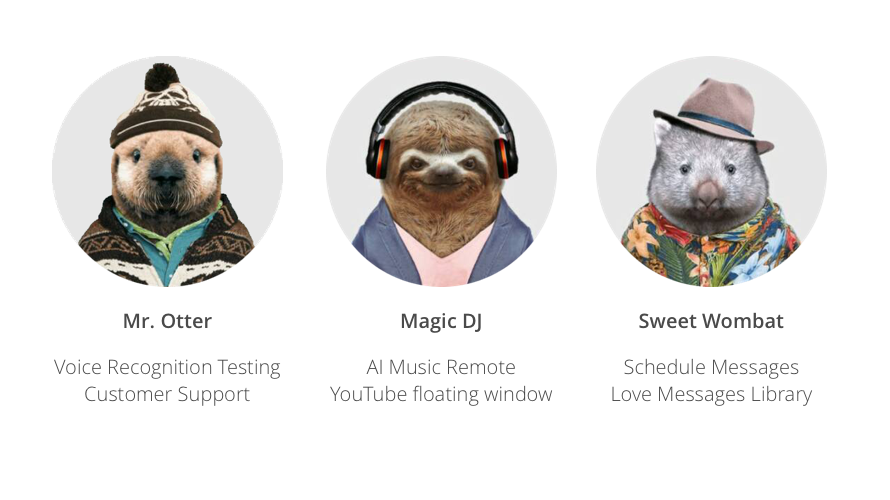 Mr. Otter
Voice Recognition Testing
Customer Support
Magic DJ
AI Music Remote
YouTube floating window
Sweet Wombat
Schedule Messages
Love Messages Library